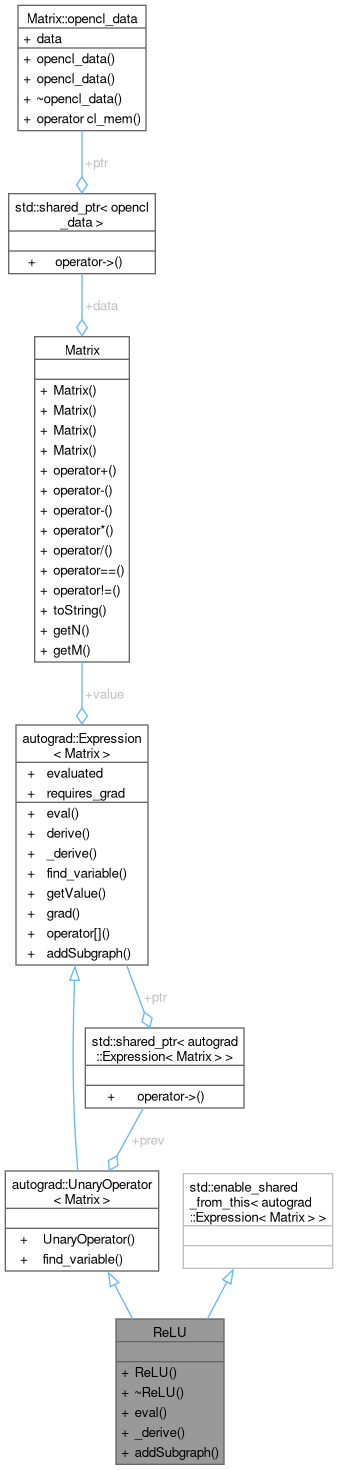 Matrix::opencl_data
+ data
+ opencl_data()
+ opencl_data()
+ ~opencl_data()
+ operator cl_mem()
+ptr
std::shared_ptr< opencl
_data >
+ operator->()
+data
Matrix
+ Matrix()
+ Matrix()
+ Matrix()
+ Matrix()
+ operator+()
+ operator-()
+ operator-()
+ operator*()
+ operator/()
+ operator==()
+ operator!=()
+ toString()
+ getN()
+ getM()
+value
autograd::Expression
< Matrix >
+ evaluated
+ requires_grad
+ eval()
+ derive()
+ _derive()
+ find_variable()
+ getValue()
+ grad()
+ operator[]()
+ addSubgraph()
+ptr
std::shared_ptr< autograd
::Expression< Matrix > >
+ operator->()
+prev
autograd::UnaryOperator
< Matrix >
+ UnaryOperator()
+ find_variable()
std::enable_shared
_from_this< autograd
::Expression< Matrix > >
ReLU
+ ReLU()
+ ~ReLU()
+ eval()
+ _derive()
+ addSubgraph()